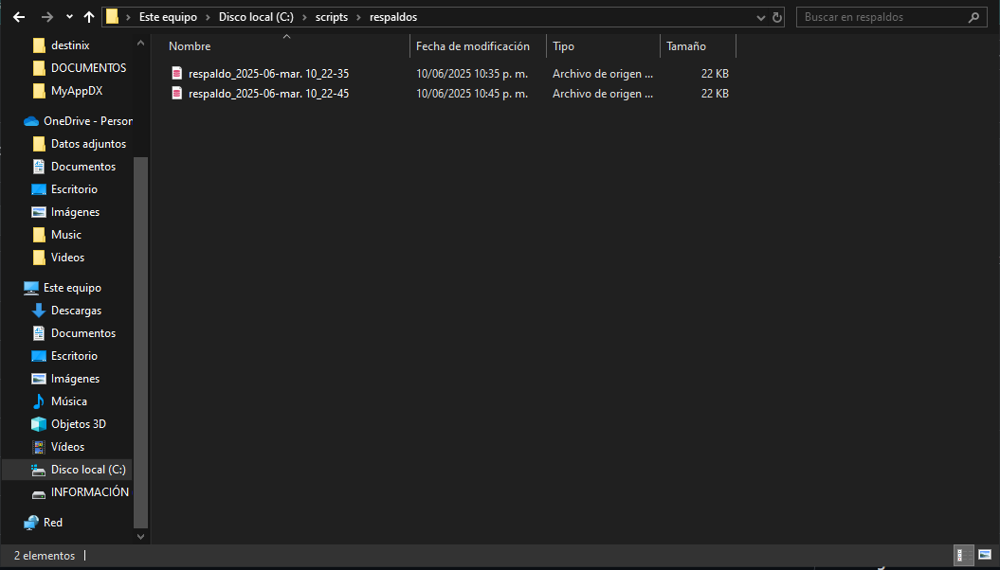 Este equipo > Disco local (C:) > scripts > respaldos
Buscar en respaldos
destinix
DOCUMENTOS
MyAppDX
OneDrive - Person
Datos adjuntos
Documentos
Escritorio
Imágenes
Music
Videos
Este equipo
Descargas
Documentos
Escritorio
Imágenes
Música
Objetos 3D
Vídeos
Disco local (C:)
INFORMACIÓN
Red
Nombre Fecha de modificación Tipo Tamaño
respaldo_2025-06-mar. 10_22-35 10/06/2025 10:35 p. m. Archivo de origen ... 22 KB
respaldo_2025-06-mar. 10_22-45 10/06/2025 10:45 p. m. Archivo de origen ... 22 KB
2 elementos